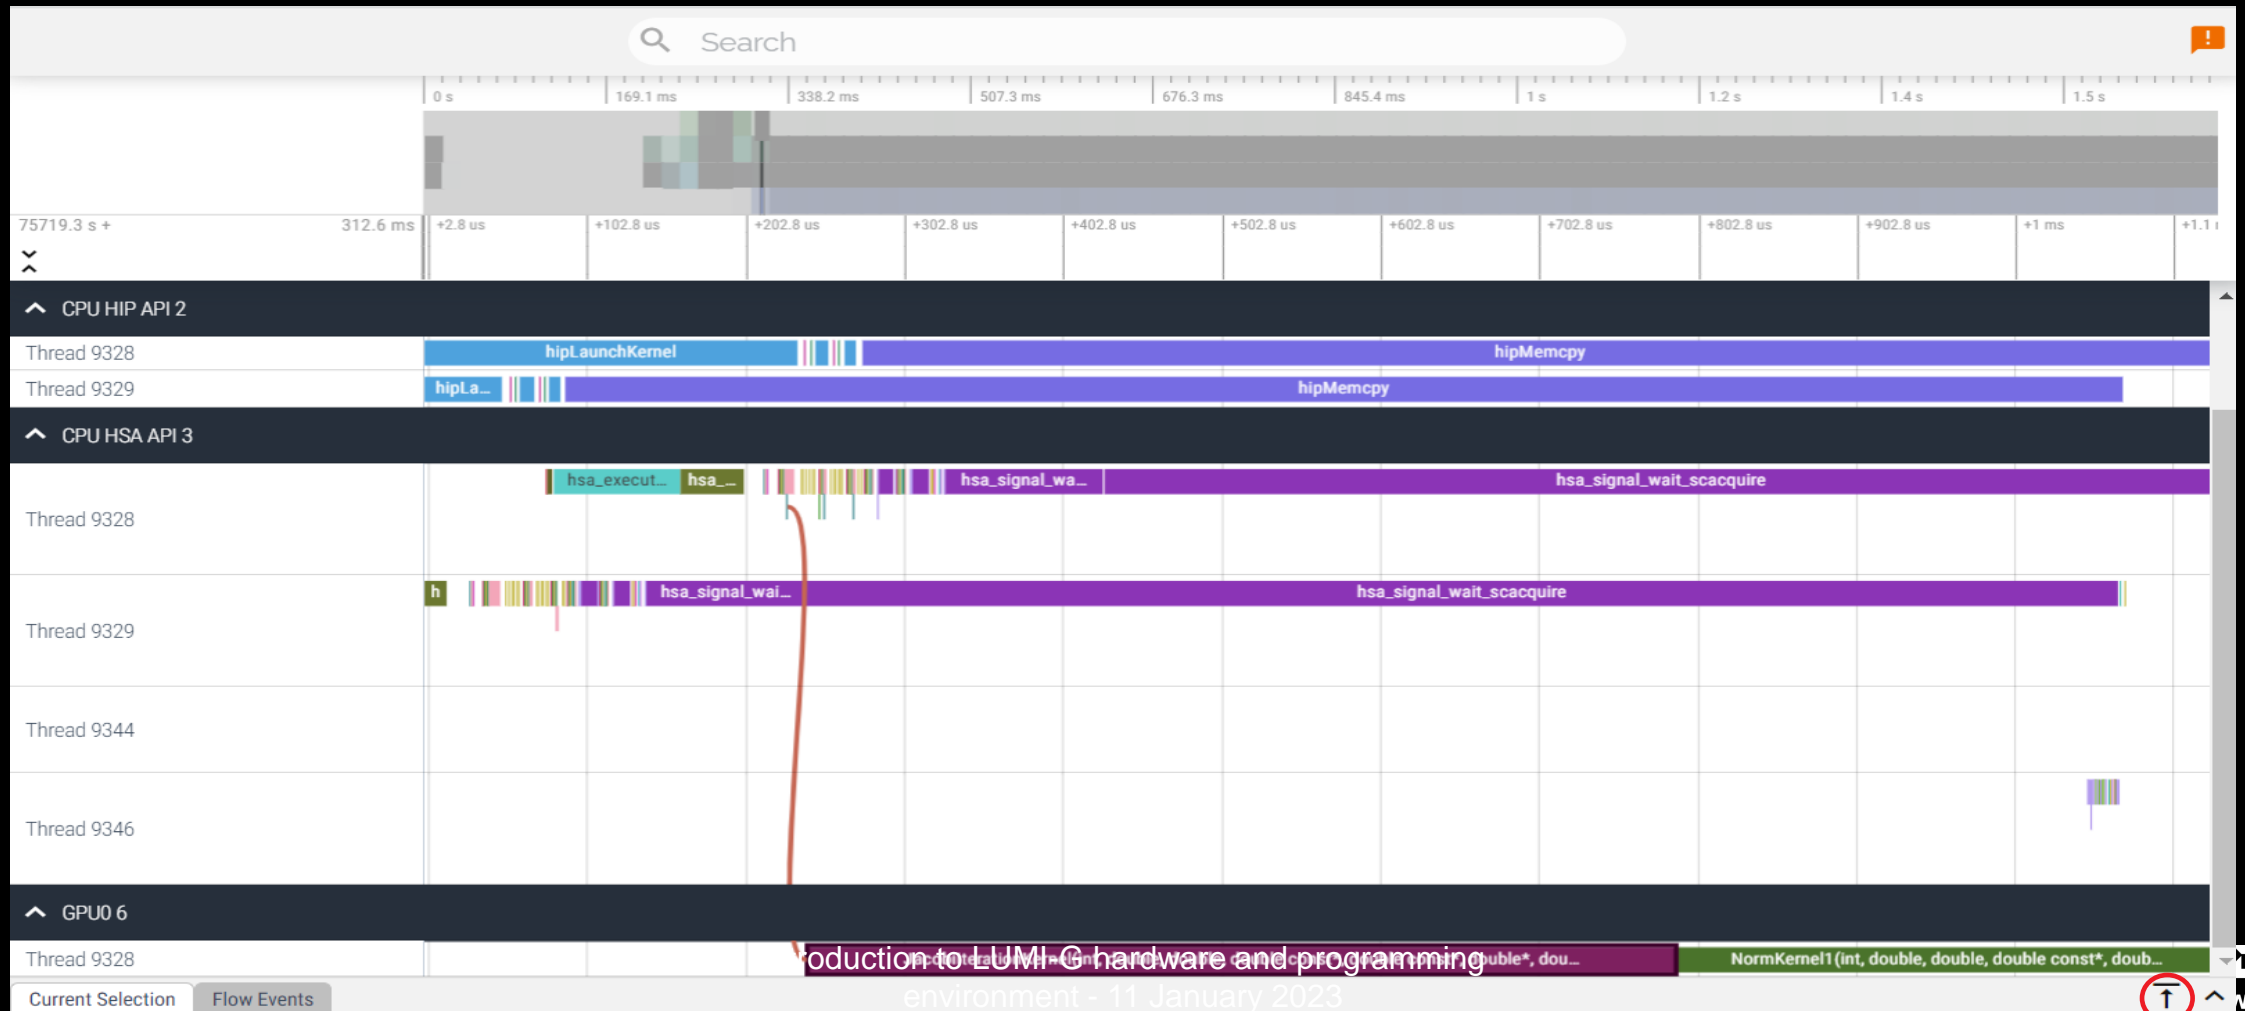 Search
0 s 169.1 ms 338.2 ms 507.3 ms 676.3 ms 845.4 ms 1 s 1.2 s 1.4 s 1.5 s
75719.3 s + 312.6 ms +2.8 us +102.8 us +202.8 us +302.8 us +402.8 us +502.8 us +602.8 us +702.8 us +802.8 us +902.8 us +1 ms +1.1
CPU HIP API 2
Thread 9328 hipLaunchKernel hipMemcpy
Thread 9329 hipLa... hipMemcpy
CPU HSA API 3
hsa_execut... hsa_... hsa_signal_wa... hsa_signal_wait_scacquire
Thread 9328
h hsa_signal_wai... hsa_signal_wait_scacquire
Thread 9329
Thread 9344
Thread 9346
GPU0 6
Thread 9328 double*, dou... NormKernel1(int, double, double, double const*, doub...
oduction to LUMI-G hardware and programming
environment - 11 January 2023
Current Selection Flow Events